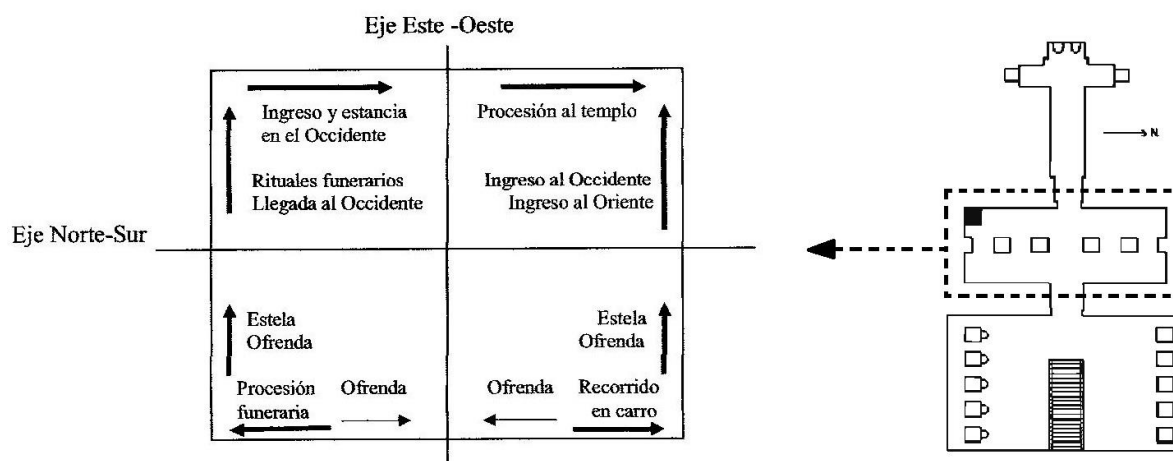 Eje Este -Oeste
Ingreso y estancia
en el Occidente
Procesión al templo
Rituales funerarios
Llegada al Occidente
Ingreso al Occidente
Ingreso al Oriente
Eje Norte-Sur
Estela
Ofrenda
Estela
Ofrenda
Procesión
funeraria
Ofrenda
Ofrenda
Recorrido
en carro
N